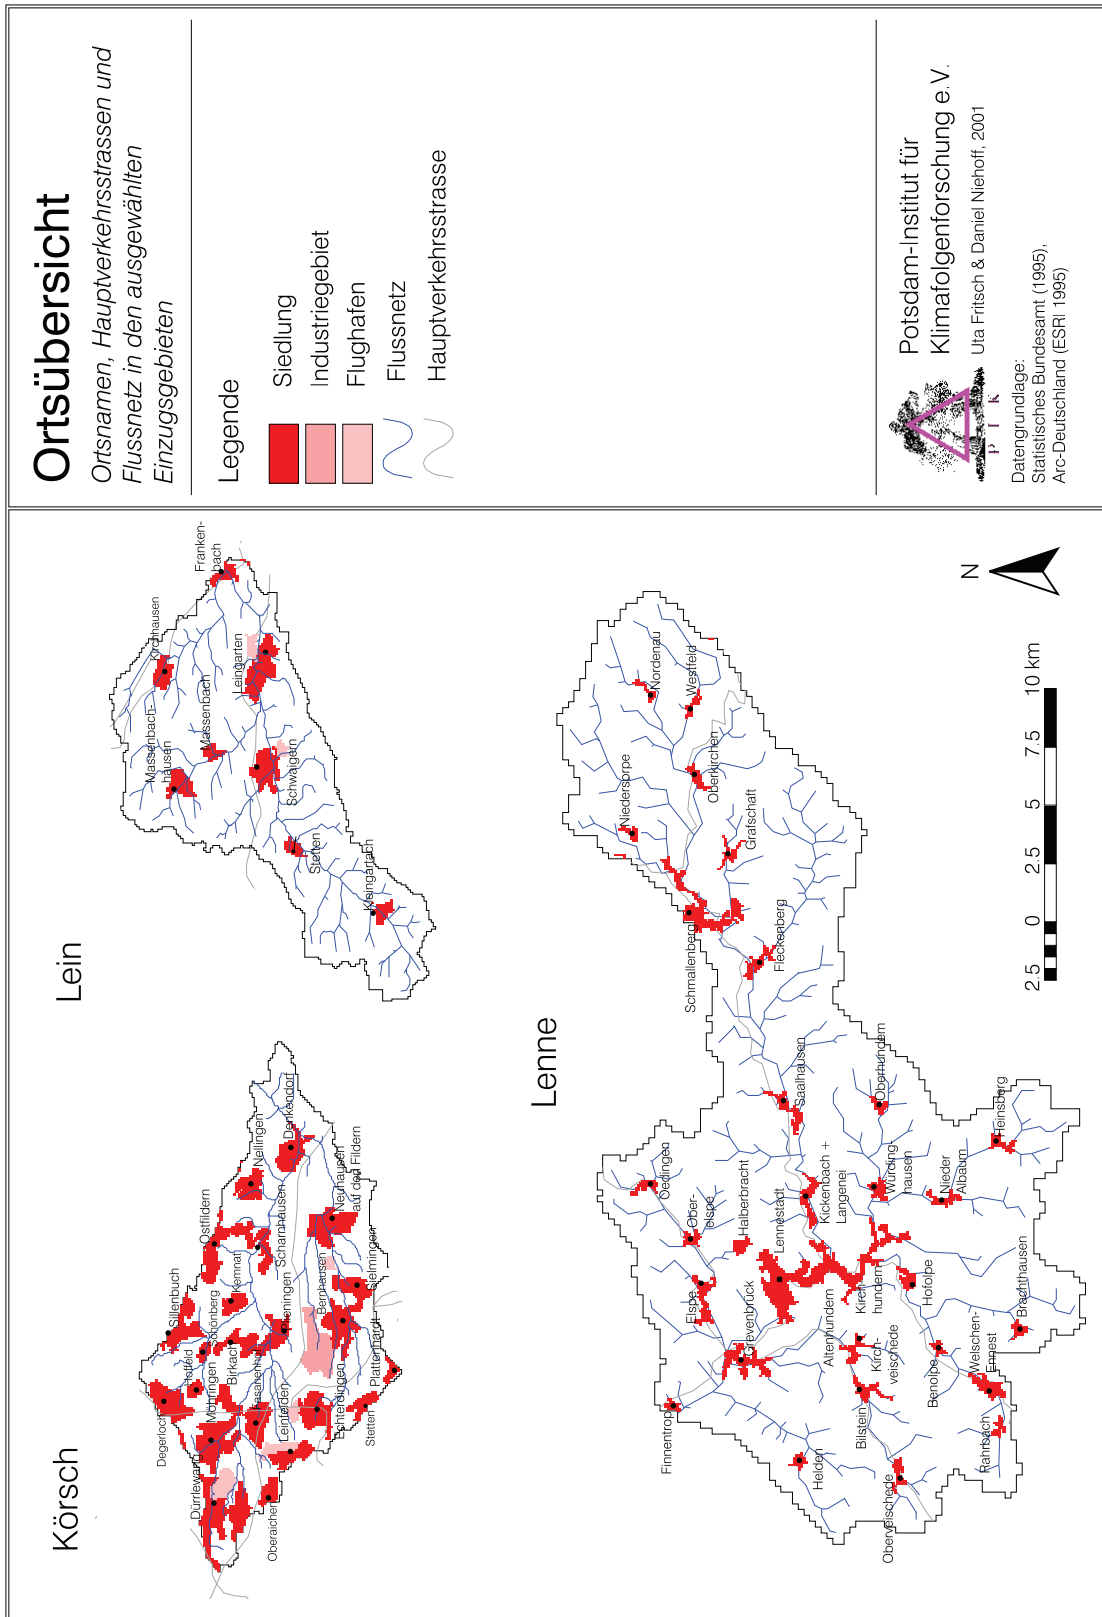 Ortsübersicht
Ortsnamen, Hauptverkehrsstrassen und
Flussnetz in den ausgewählten
Einzugsgebieten
Legende
Siedlung
Industriegebiet
Flughafen
Flussnetz
Hauptverkehrsstrasse
Potsdam-Institut für
Klimafolgenforschung e.V.
Uta Fritsch & Daniel Niehoff, 2001
P I K
Datengrundlage:
Statistisches Bundesamt (1995),
Arc-Deutschland (ESRI 1995)
Körsch
Degerloch
Sillenbuch
Hoffeld
Schönberg
Ostfildern
Dürrlewang
Möhringen
Birkach
Kemnat
Nellingen
Fasanenhof
Scharnhausen
Oberaichen
Leinfelden
Plieningen
Denkendorf
Bernhausen
Echterdingen
Neuhausen
auf den Fildern
Stetten
Plattenhardt
Sielmingen
Lein
Massenbach-
hausen
Kirchhausen
Franken-
bach
Massenbach
Leingarten
Schwaigern
Stetten
Kleingartach
Lenne
Finnentrop
Oedingen
Ober-
elspe
Elspe
Halberbracht
Grevenbrück
Lennestadt
Helden
Saalhausen
Kickenbach +
Langenei
Altenhundem
Kirch-
hundem
Kirch-
veischede
Bilstein
Würding-
hausen
Oberhundem
Oberveischede
Hofolpe
Benolpe
Nieder
Albaum
Heinsberg
Welschen-
Ennest
Rahrbach
Brachthausen
Schmallenberg
Fleckenberg
Niedersorpe
Grafschaft
Oberkirchen
Nordenau
Westfeld
N
2.5 0 2.5 5 7.5 10 km